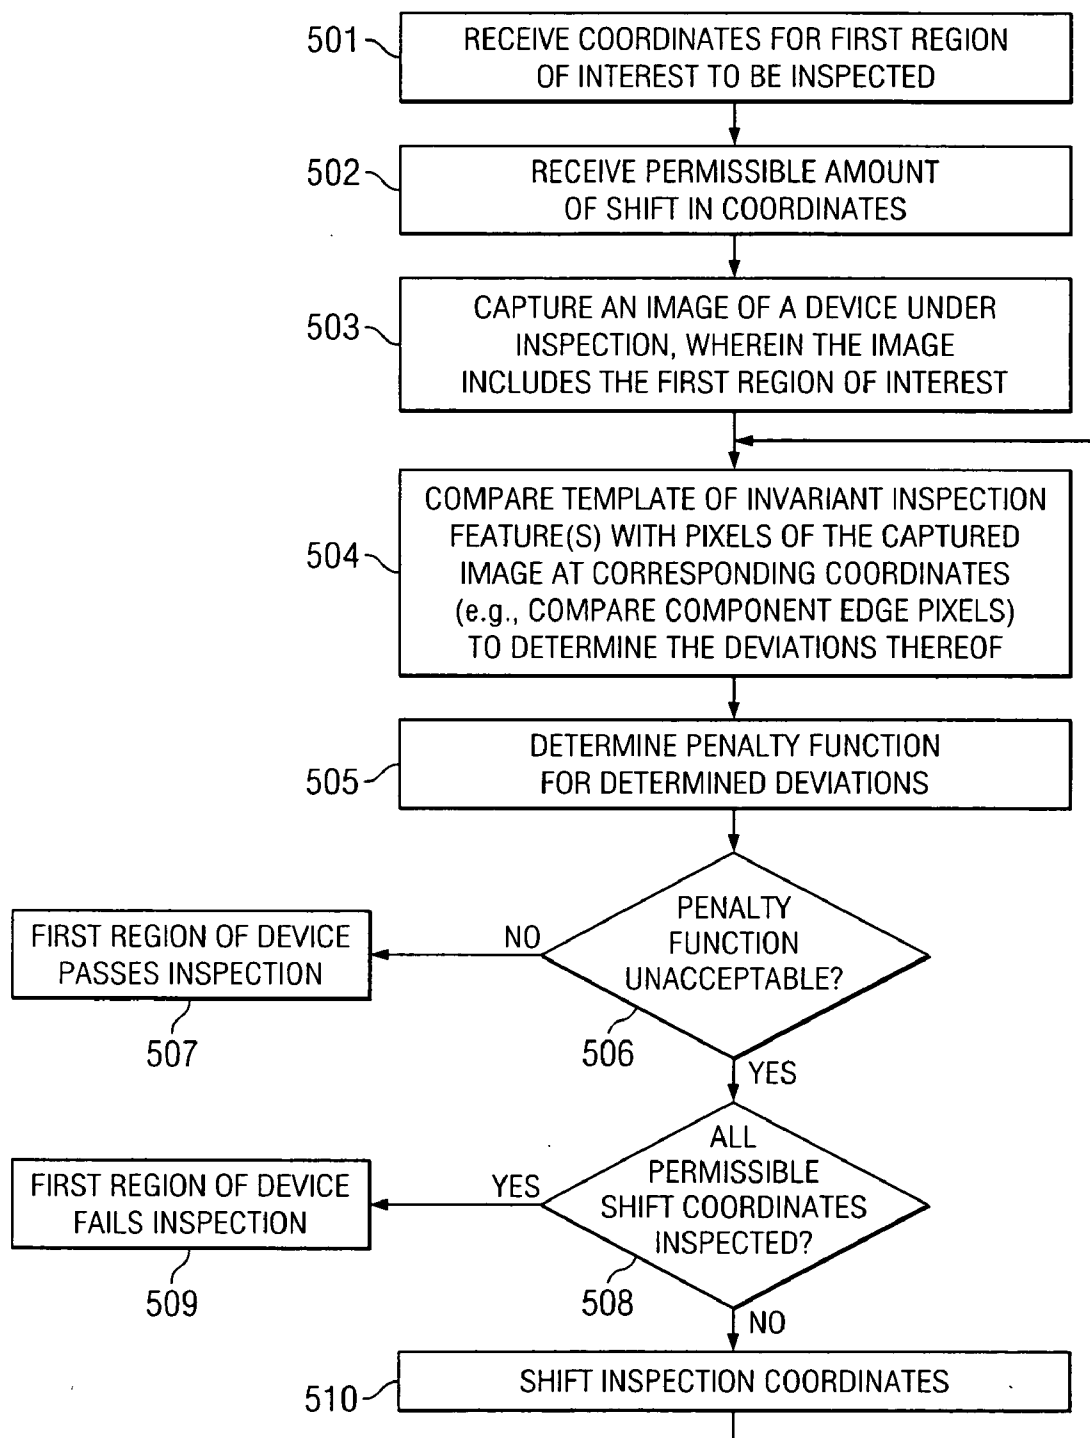 501
RECEIVE COORDINATES FOR FIRST REGION
OF INTEREST TO BE INSPECTED
502
RECEIVE PERMISSIBLE AMOUNT
OF SHIFT IN COORDINATES
503
CAPTURE AN IMAGE OF A DEVICE UNDER
INSPECTION, WHEREIN THE IMAGE
INCLUDES THE FIRST REGION OF INTEREST
504
COMPARE TEMPLATE OF INVARIANT INSPECTION
FEATURE(S) WITH PIXELS OF THE CAPTURED
IMAGE AT CORRESPONDING COORDINATES
(e.g., COMPARE COMPONENT EDGE PIXELS)
TO DETERMINE THE DEVIATIONS THEREOF
505
DETERMINE PENALTY FUNCTION
FOR DETERMINED DEVIATIONS
PENALTY
FUNCTION
UNACCEPTABLE?
506
NO
FIRST REGION OF DEVICE
PASSES INSPECTION
507
YES
ALL
PERMISSIBLE
SHIFT COORDINATES
INSPECTED?
508
YES
FIRST REGION OF DEVICE
FAILS INSPECTION
509
NO
510
SHIFT INSPECTION COORDINATES